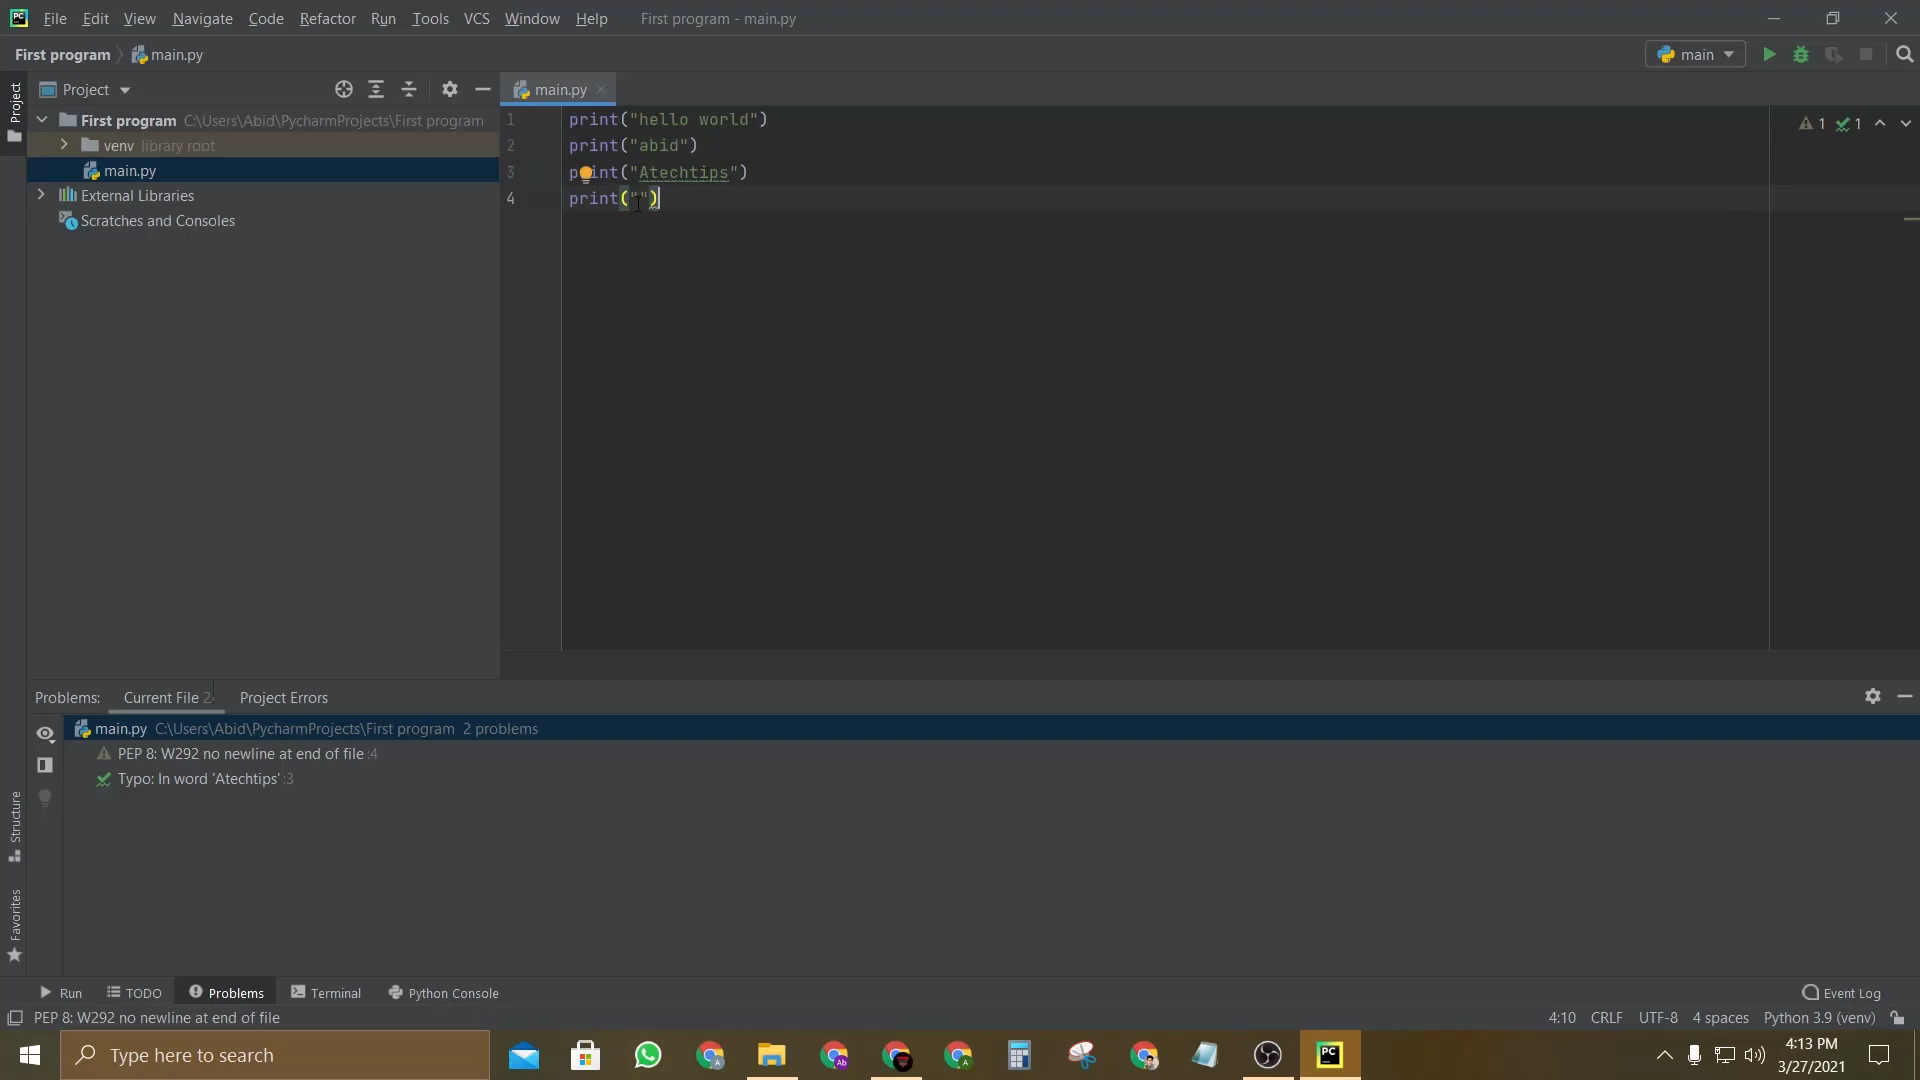 File Edit View Navigate Code Refactor Run Tools VCS Window Help First program - main.py
First program main.py main
Project
Project main.py
First program C:\Users\Abid\PycharmProjects\First program
venv library root
main.py
External Libraries
Scratches and Consoles
1 print("hello world")
2 print("abid")
3 print("Atechtips")
4 print("")
1 1
Problems: Current File 2 Project Errors
main.py C:\Users\Abid\PycharmProjects\First program 2 problems
PEP 8: W292 no newline at end of file :4
Typo: In word 'Atechtips' :3
Structure
Favorites
Run TODO Problems Terminal Python Console Event Log
PEP 8: W292 no newline at end of file 4:10 CRLF UTF-8 4 spaces Python 3.9 (venv)
Type here to search
4:13 PM
3/27/2021
PC
PC
Ab
A
A